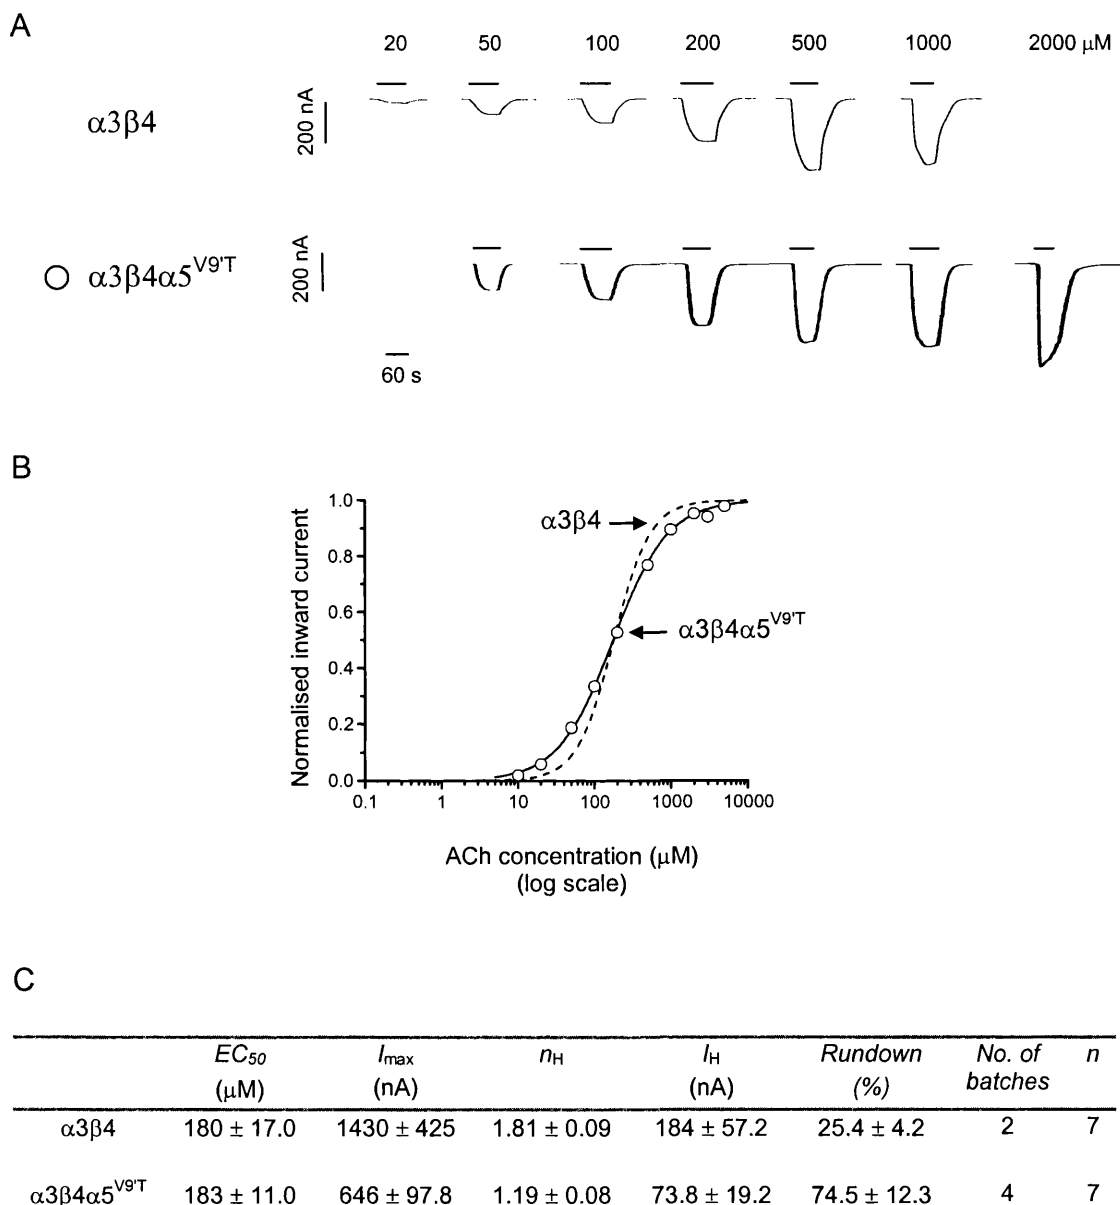 A
20 50 100 200 500 1000 2000 μM
α3β4
200 nA
α3β4α5V9'T
200 nA
60 s
B
Normalised inward current
1.0
0.8
0.6
0.4
0.2
0.0
α3β4
α3β4α5V9'T
0.1 1 10 100 1000 10000
ACh concentration (μM)
(log scale)
C
EC50 Imax nH IH Rundown No. of n
(μM) (nA) (nA) (%) batches
α3β4 180 ± 17.0 1430 ± 425 1.81 ± 0.09 184 ± 57.2 25.4 ± 4.2 2 7
α3β4α5V9'T 183 ± 11.0 646 ± 97.8 1.19 ± 0.08 73.8 ± 19.2 74.5 ± 12.3 4 7